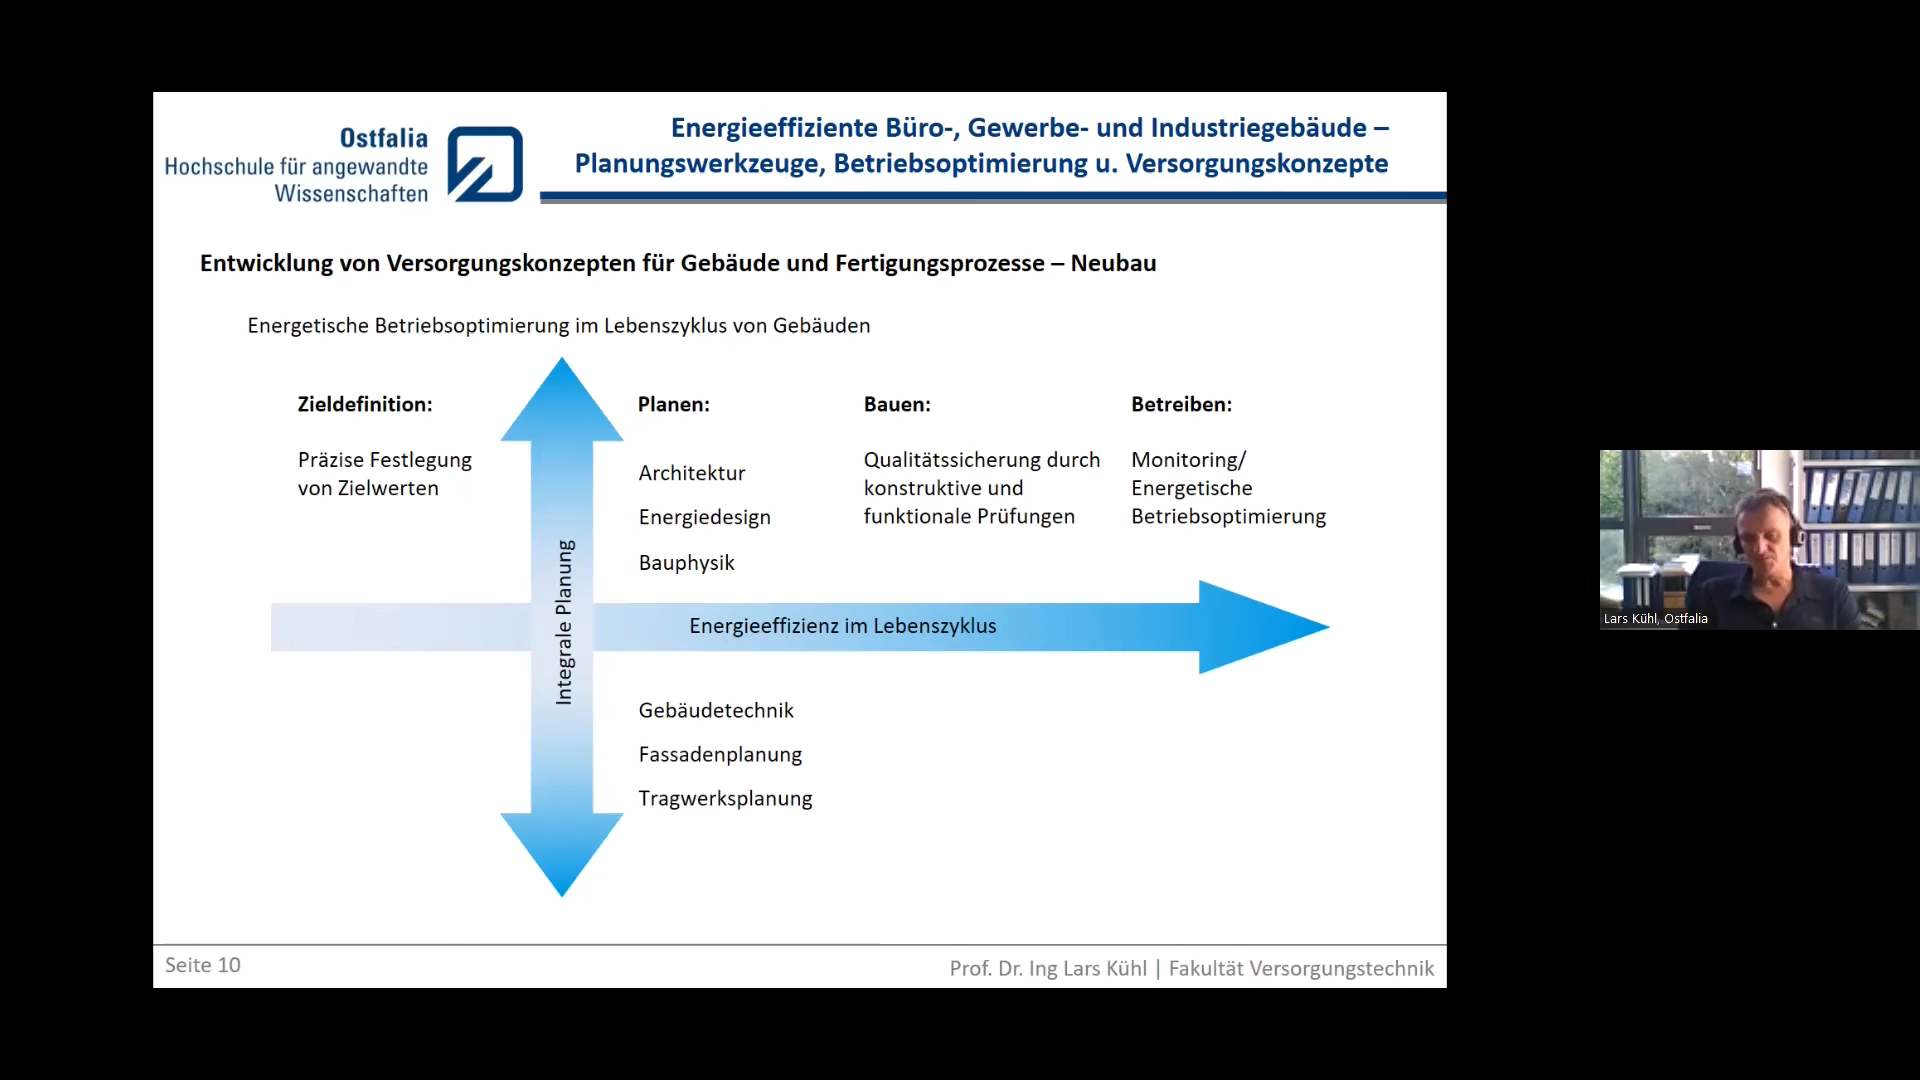 Ostfalia
Hochschule für angewandte
Wissenschaften
Energieeffiziente Büro-, Gewerbe- und Industriegebäude –
Planungswerkzeuge, Betriebsoptimierung u. Versorgungskonzepte
Entwicklung von Versorgungskonzepten für Gebäude und Fertigungsprozesse – Neubau
Energetische Betriebsoptimierung im Lebenszyklus von Gebäuden
Zieldefinition:
Präzise Festlegung
von Zielwerten
Integrale Planung
Planen:
Architektur
Energiedesign
Bauphysik
Bauen:
Qualitätssicherung durch
konstruktive und
funktionale Prüfungen
Betreiben:
Monitoring/
Energetische
Betriebsoptimierung
Energieeffizienz im Lebenszyklus
Gebäudetechnik
Fassadenplanung
Tragwerksplanung
Seite 10
Prof. Dr. Ing Lars Kühl | Fakultät Versorgungstechnik
Lars Kühl, Ostfalia